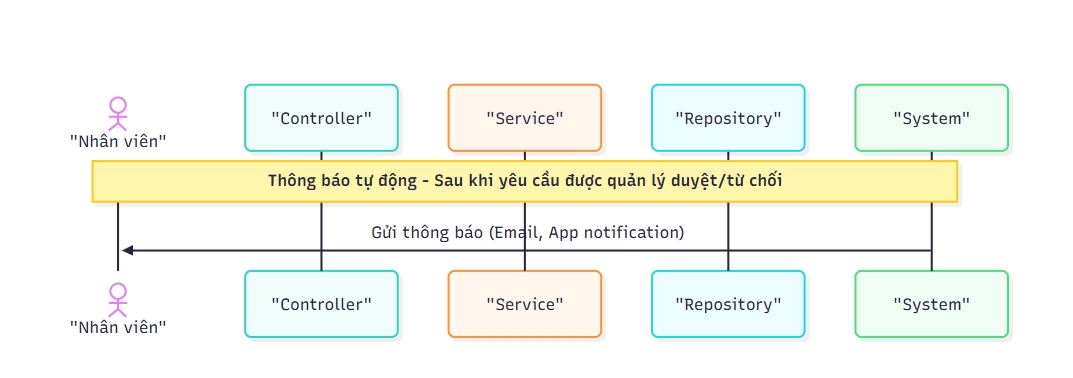 "Nhân viên"
"Controller"
"Service"
"Repository"
"System"
Thông báo tự động - Sau khi yêu cầu được quản lý duyệt/từ chối
Gửi thông báo (Email, App notification)
"Nhân viên"
"Controller"
"Service"
"Repository"
"System"